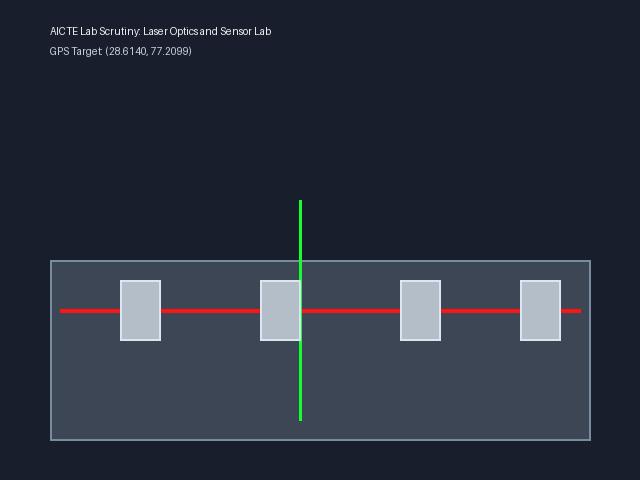 AICTE Lab Scrutiny: Laser Optics and Sensor Lab
GPS Target: (28.6140, 77.2099)